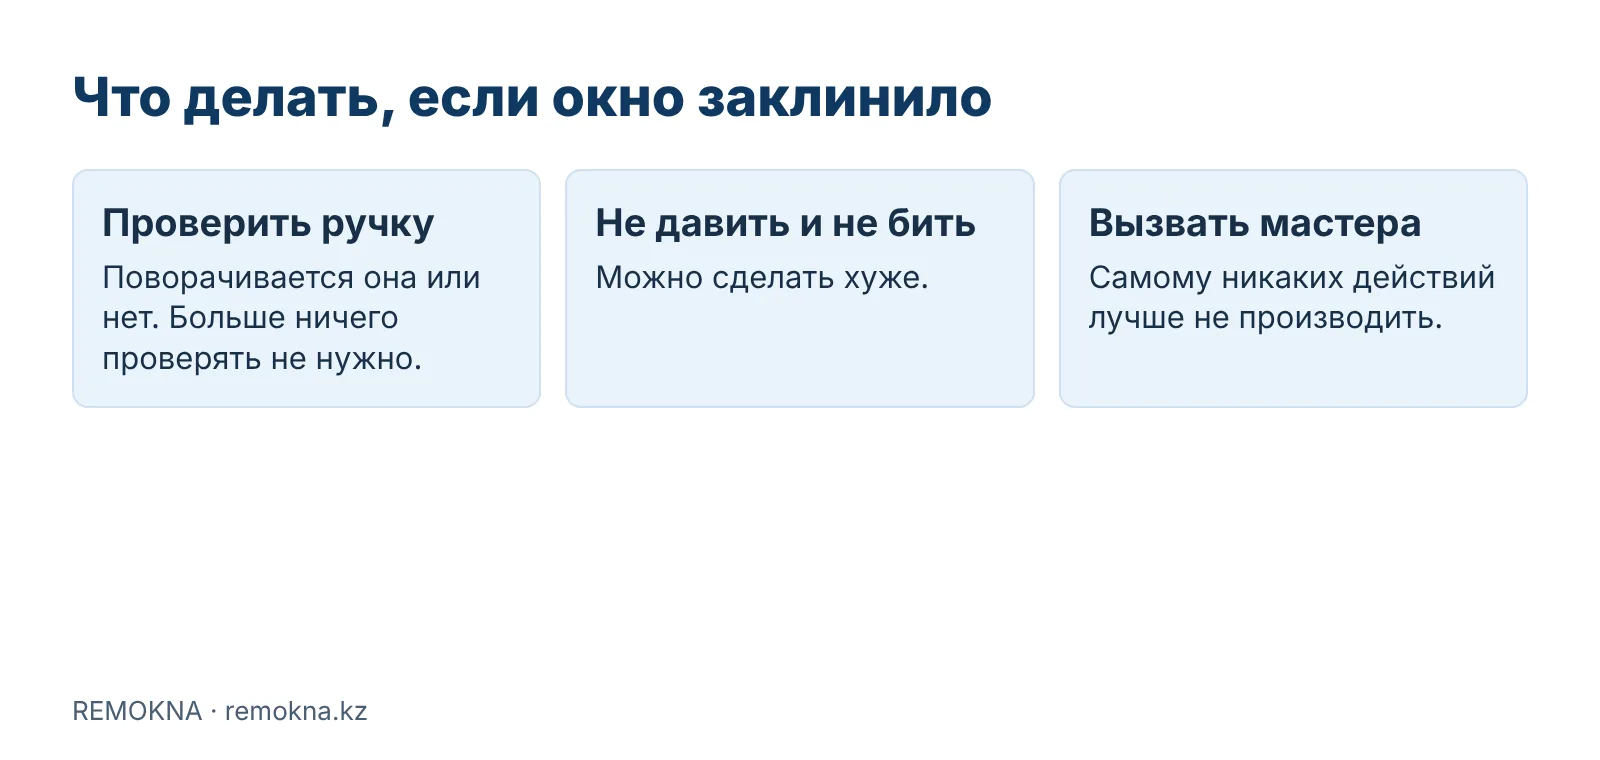 Что делать, если окно заклинило
Проверить ручку
Поворачивается она или
нет. Больше ничего
проверять не нужно.
Не давить и не бить
Можно сделать хуже.
Вызвать мастера
Самому никаких действий
лучше не производить.
REMOKNA · remokna.kz